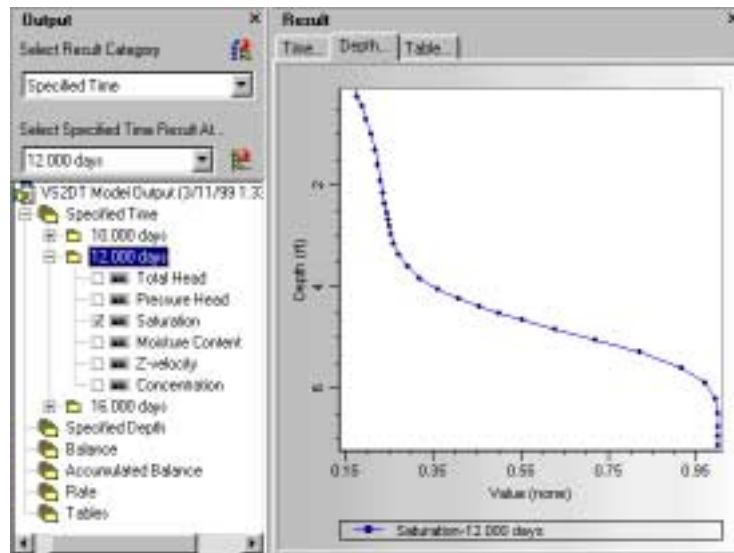 Output
Select Result Category
Specified Time
Select Specified Time Result At...
12.000 days
VS2DT Model Output (3/11/99 1:33
Specified Time
10.000 days
12.000 days
Total Head
Pressure Head
Saturation
Moisture Content
Z-velocity
Concentration
16.000 days
Specified Depth
Balance
Accumulated Balance
Rate
Tables
Result
Time... Depth... Table...
Depth (ft)
2
4
6
0.15 0.35 0.55 0.75 0.95
Value (none)
Saturation-12.000 days